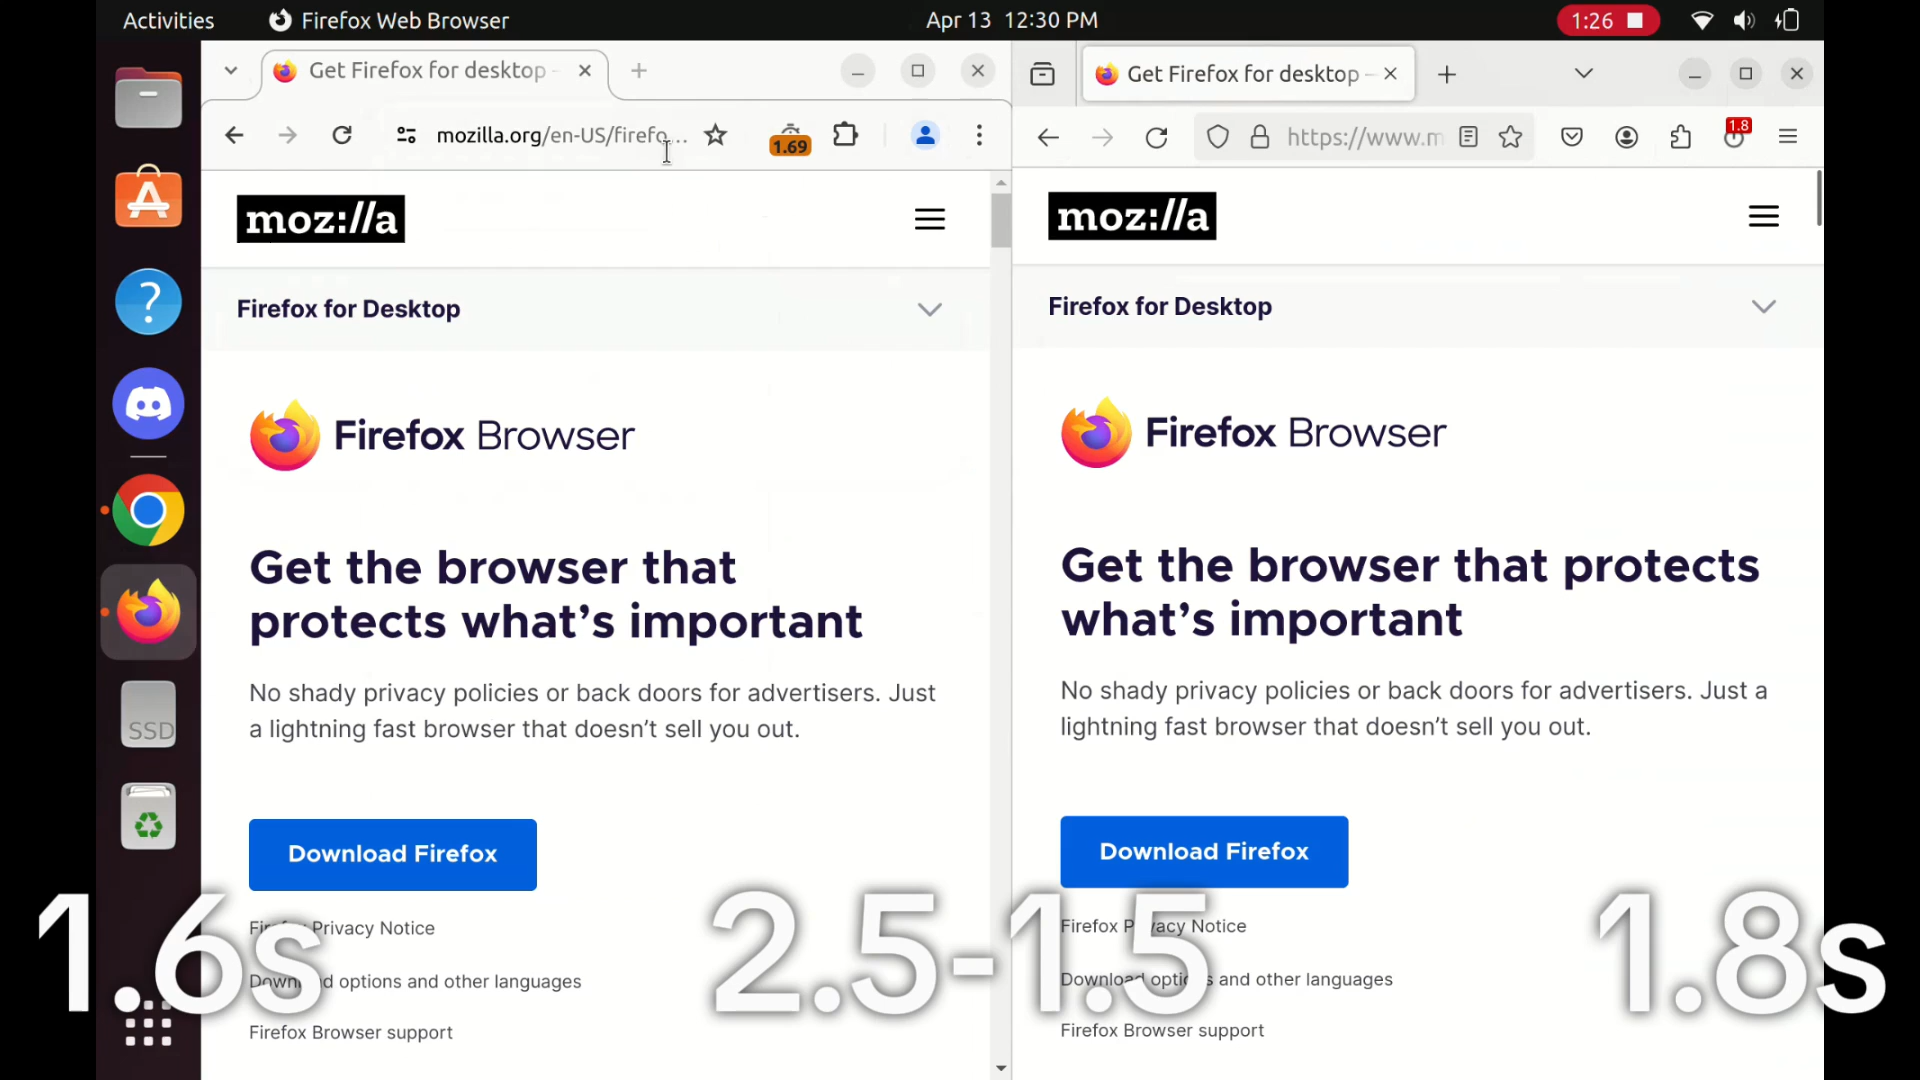 Activities
Firefox Web Browser
Apr 13 12:30 PM
1:26
Get Firefox for desktop -
mozilla.org/en-US/firefo...
1.69
moz://a
Firefox for Desktop
Firefox Browser
Get the browser that
protects what's important
No shady privacy policies or back doors for advertisers. Just
a lightning fast browser that doesn't sell you out.
Download Firefox
Firefox Privacy Notice
Download options and other languages
Firefox Browser support
Get Firefox for desktop -
https://www.m
1.8
moz://a
Firefox for Desktop
Firefox Browser
Get the browser that protects
what's important
No shady privacy policies or back doors for advertisers. Just a
lightning fast browser that doesn't sell you out.
Download Firefox
Firefox Privacy Notice
Download options and other languages
Firefox Browser support
SSD
1.6s
2.5-1.5
1.8s